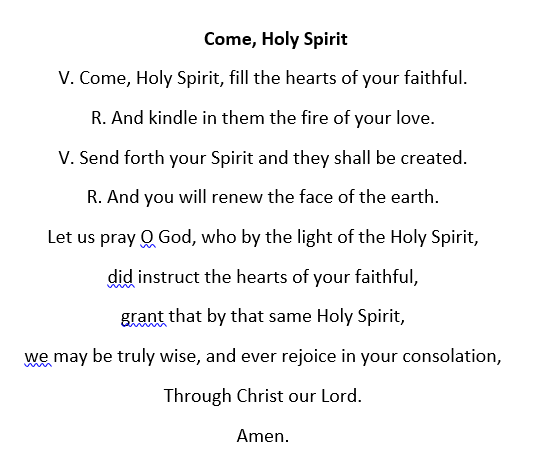 Come, Holy Spirit
V. Come, Holy Spirit, fill the hearts of your faithful.
R. And kindle in them the fire of your love.
V. Send forth your Spirit and they shall be created.
R. And you will renew the face of the earth.
Let us pray O God, who by the light of the Holy Spirit,
did instruct the hearts of your faithful,
grant that by that same Holy Spirit,
we may be truly wise, and ever rejoice in your consolation,
Through Christ our Lord.
Amen.